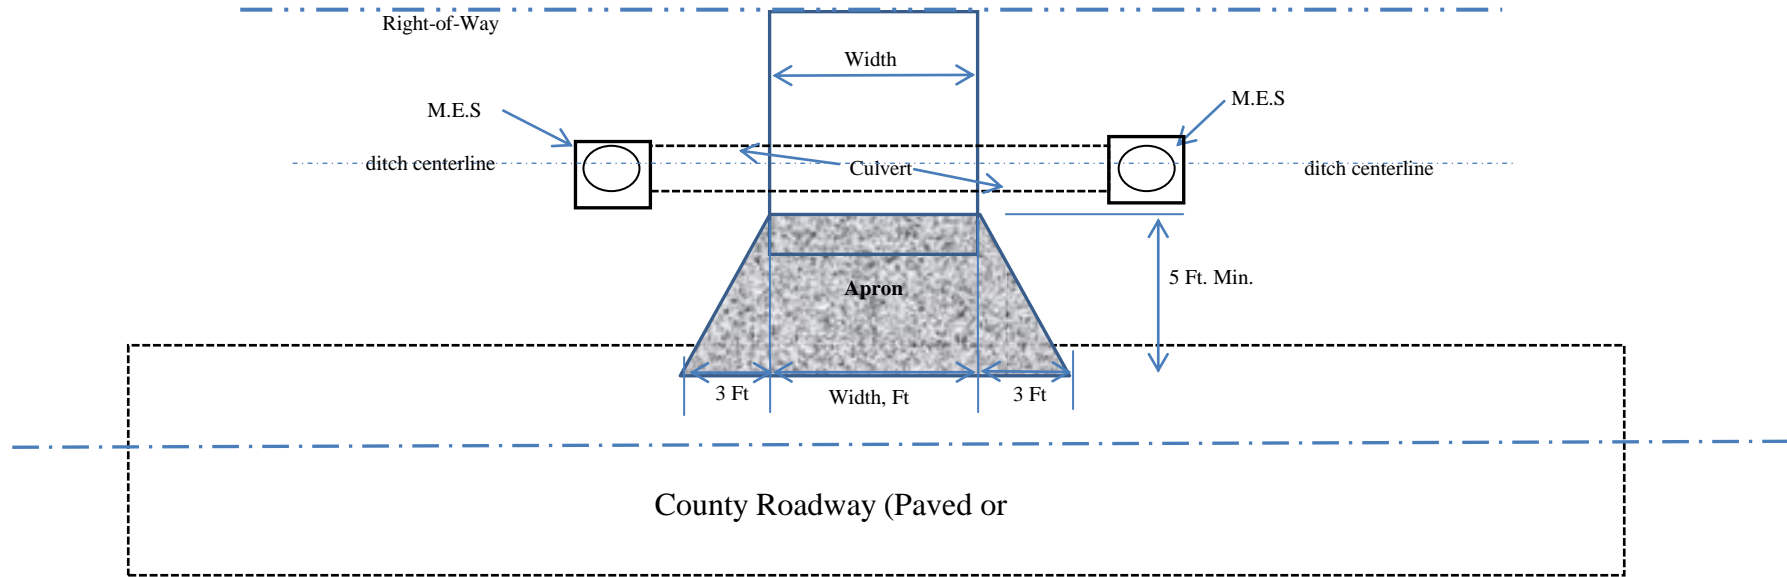 Right-of-Way
Width
M.E.S
M.E.S
ditch centerline
Culvert
ditch centerline
5 Ft. Min.
Apron
3 Ft
Width, Ft
3 Ft
County Roadway (Paved or